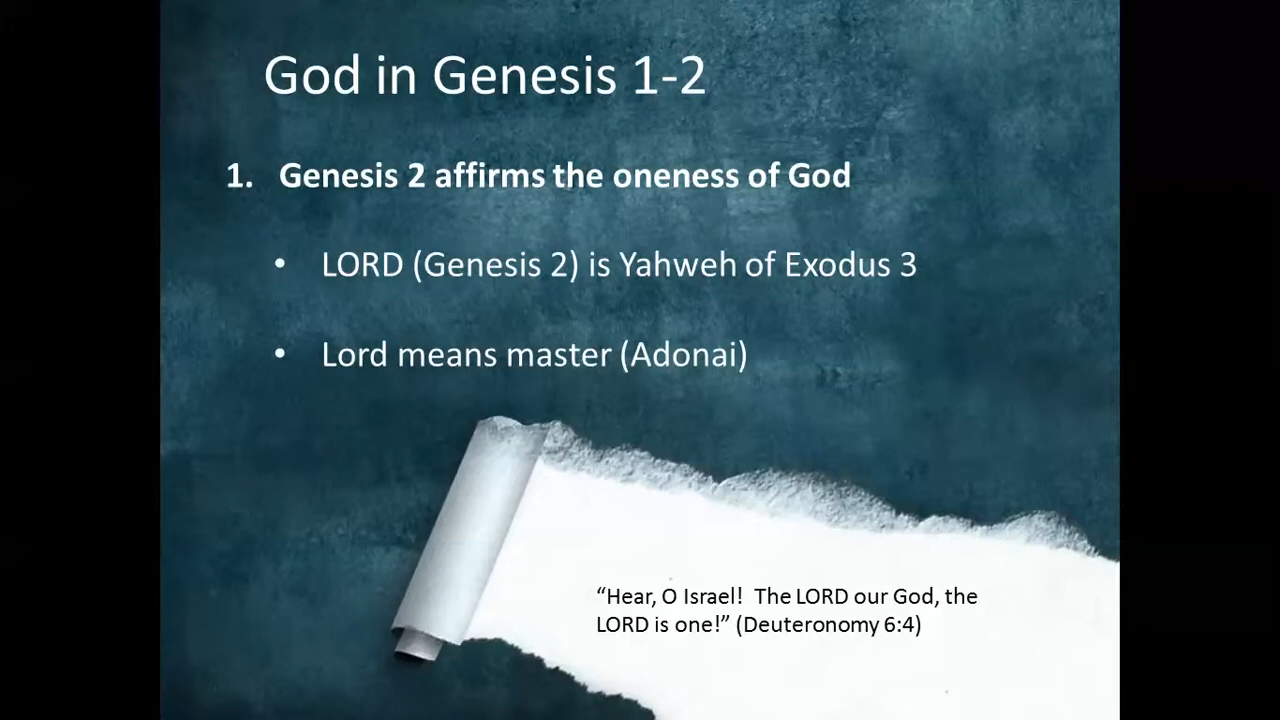 God in Genesis 1-2
1. Genesis 2 affirms the oneness of God
• LORD (Genesis 2) is Yahweh of Exodus 3
• Lord means master (Adonai)
“Hear, O Israel!  The LORD our God, the
LORD is one!” (Deuteronomy 6:4)